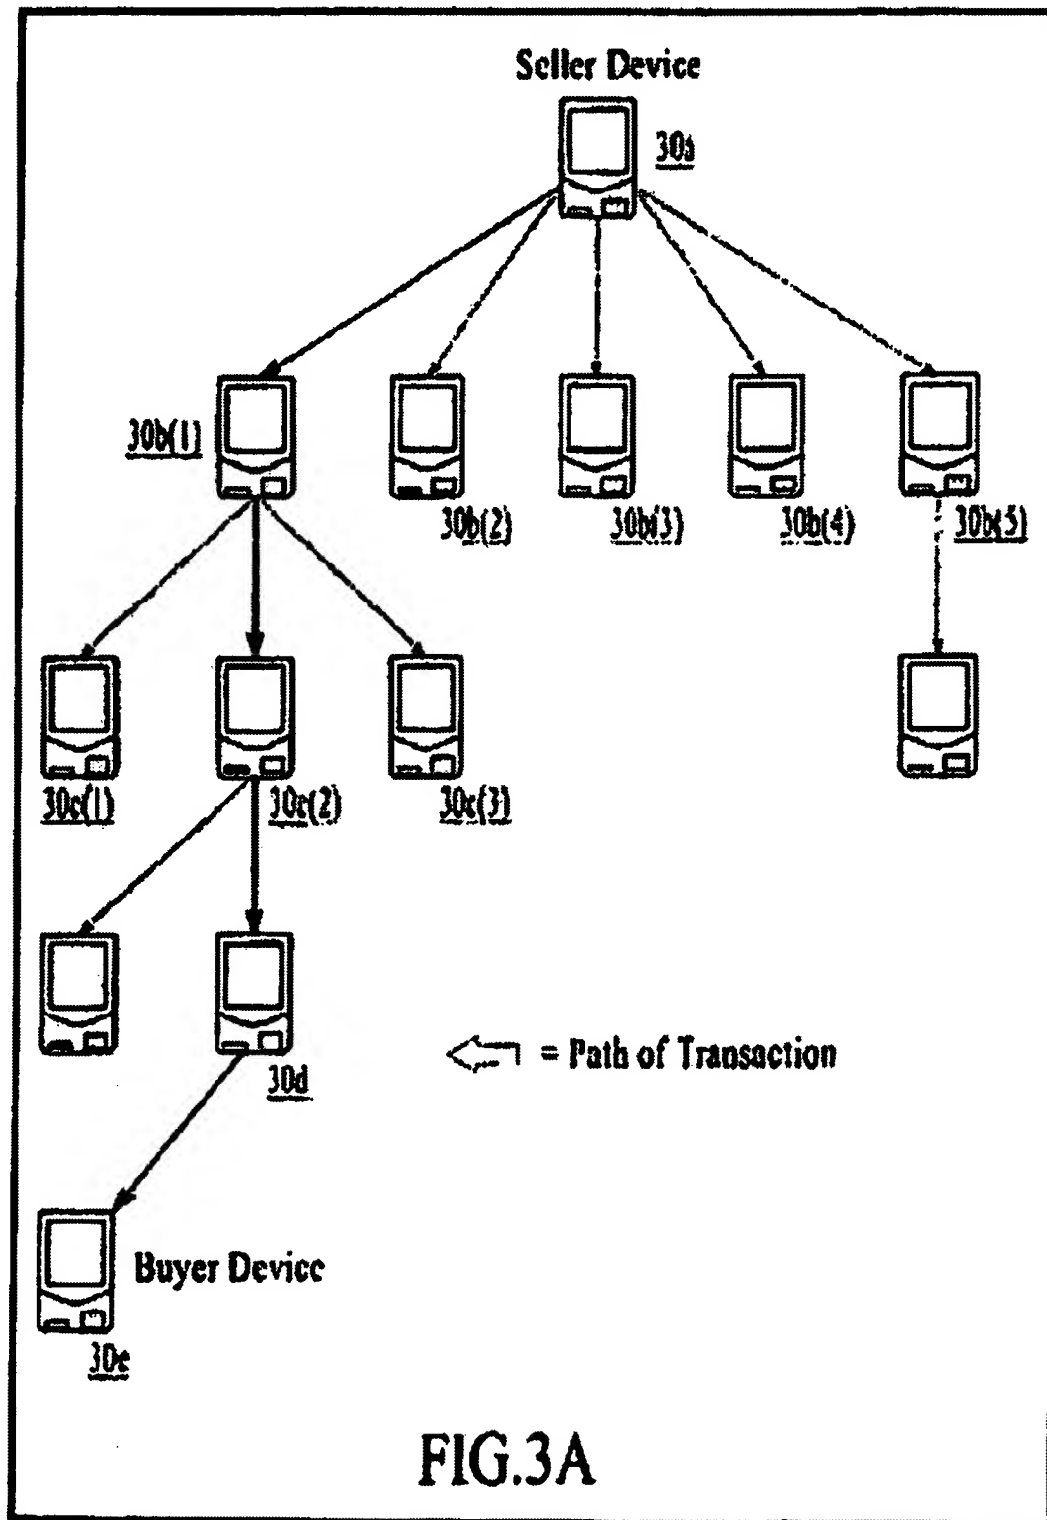 Seller Device
30a
30b(1)
30b(2)
30b(3)
30b(4)
30b(5)
30c(1)
30c(2)
30c(3)
= Path of Transaction
30d
Buyer Device
30e
FIG.3A